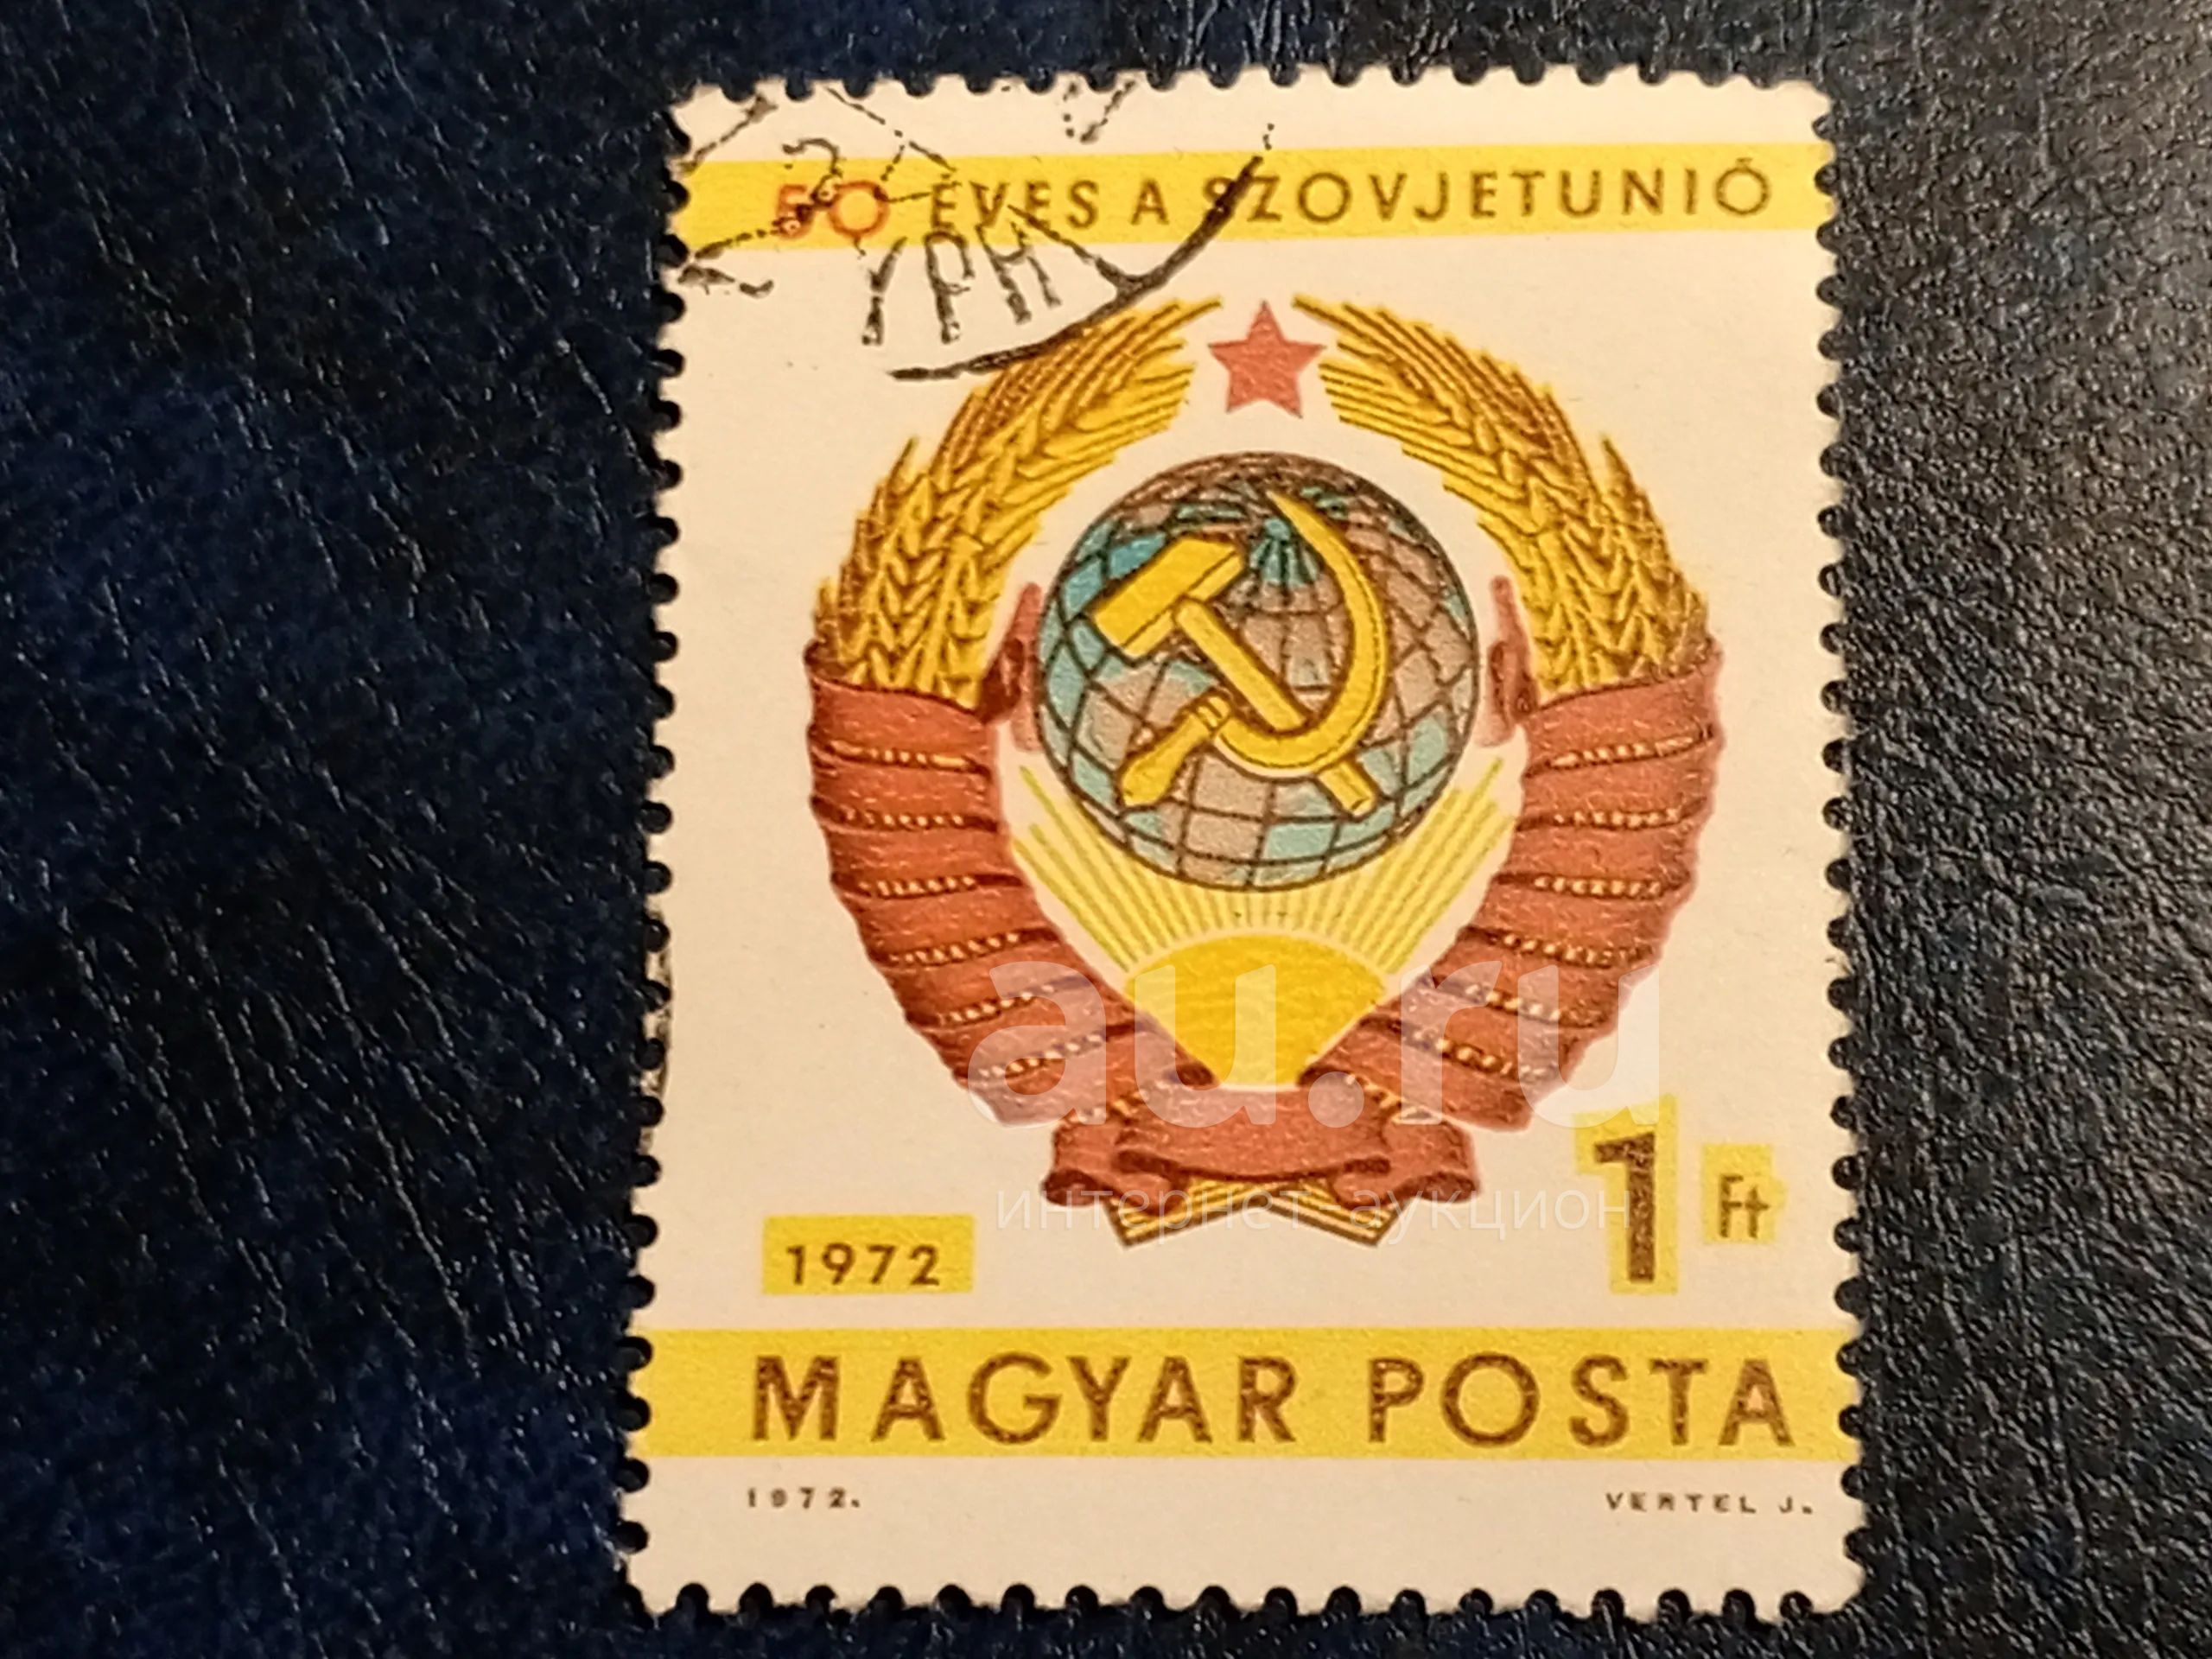 50 ÉVES A SZOVJETUNIÓ
au.ru
интернет аукцион
1972
1 Ft
MAGYAR POSTA
1972.
VERTEL J.